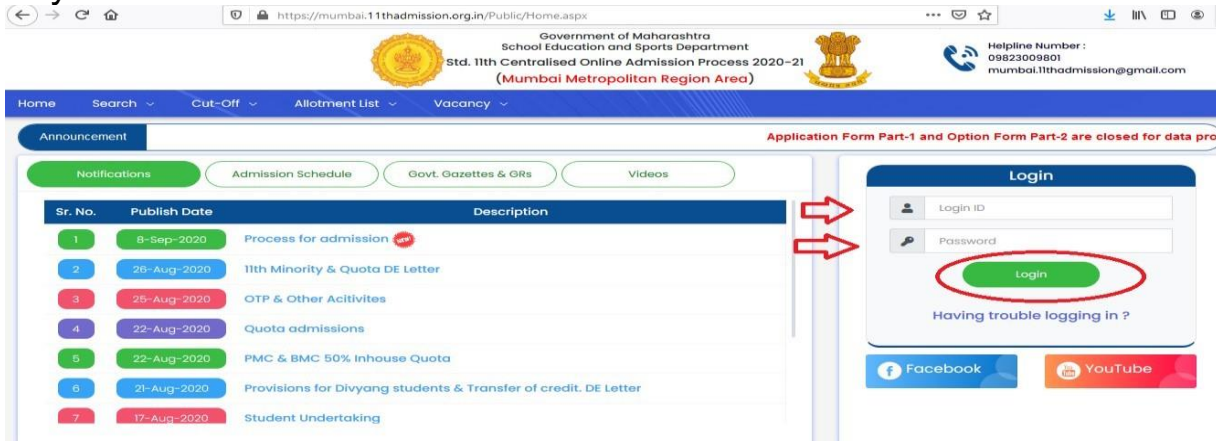 https://mumbai.11thadmission.org.in/Public/Home.aspx
Government of Maharashtra
School Education and Sports Department
Std. 11th Centralised Online Admission Process 2020-21
(Mumbai Metropolitan Region Area)
Helpline Number :
09823009801
mumbai.11thadmission@gmail.com
Home Search Cut-Off Allotment List Vacancy
Announcement
Application Form Part-1 and Option Form Part-2 are closed for data pro
Notifications Admission Schedule Govt. Gazettes & GRs Videos
Sr. No. Publish Date Description
1 8-Sep-2020 Process for admission NEW!
2 26-Aug-2020 11th Minority & Quota DE Letter
3 25-Aug-2020 OTP & Other Acitivites
4 22-Aug-2020 Quota admissions
5 22-Aug-2020 PMC & BMC 50% Inhouse Quota
6 21-Aug-2020 Provisions for Divyang students & Transfer of credit. DE Letter
7 17-Aug-2020 Student Undertaking
Login
Login ID
Password
Login
Having trouble logging in ?
Facebook YouTube